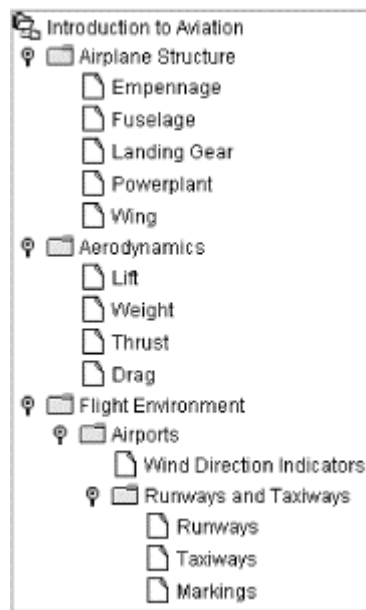 Introduction to Aviation
Airplane Structure
Empennage
Fuselage
Landing Gear
Powerplant
Wing
Aerodynamics
Lift
Weight
Thrust
Drag
Flight Environment
Airports
Wind Direction Indicators
Runways and Taxiways
Runways
Taxiways
Markings